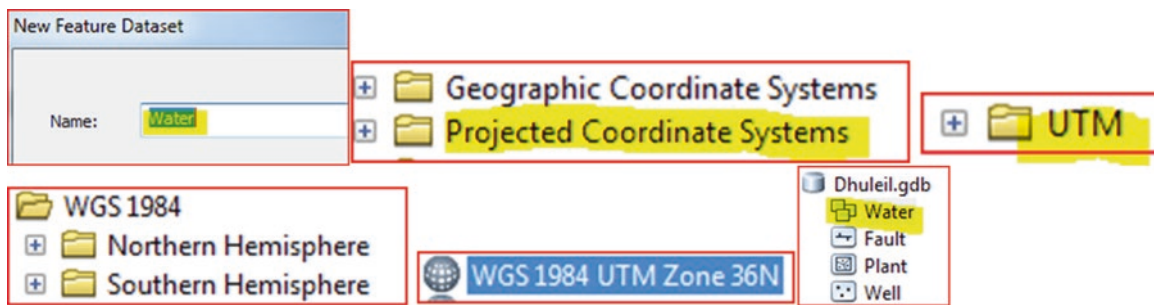 New Feature Dataset
Name: Water
Geographic Coordinate Systems
Projected Coordinate Systems
UTM
WGS 1984
Northern Hemisphere
Southern Hemisphere
WGS 1984 UTM Zone 36N
Dhuleil.gdb
Water
Fault
Plant
Well